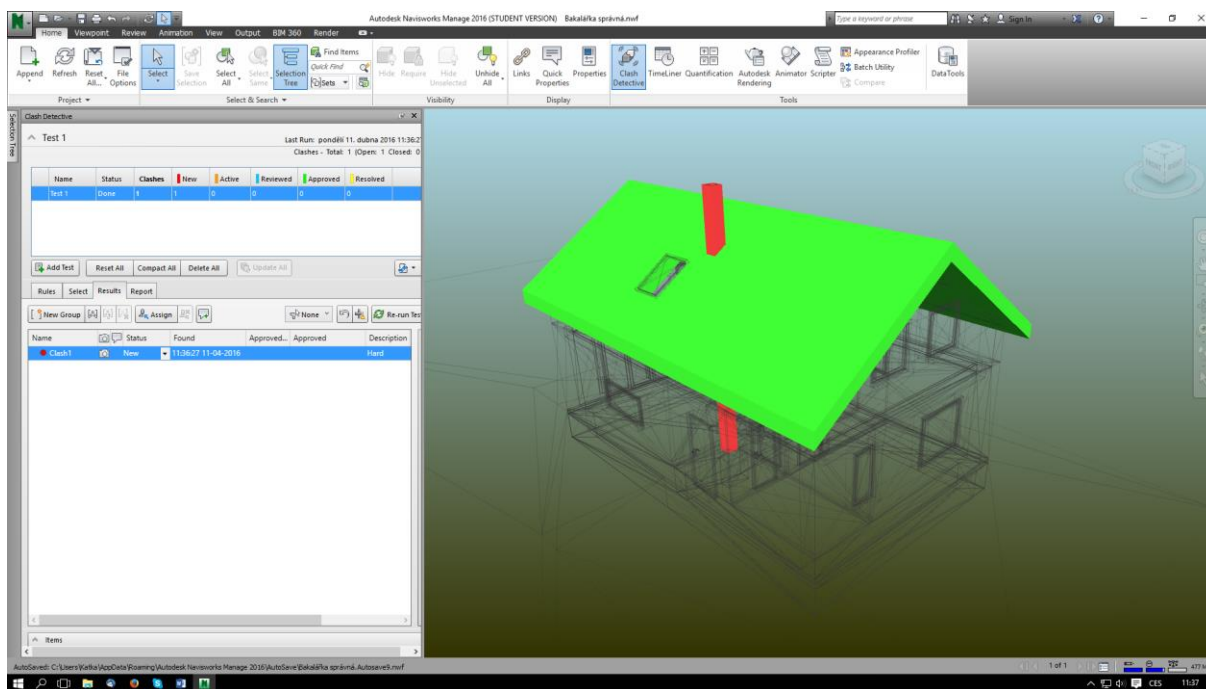 Autodesk Navisworks Manage 2016 (STUDENT VERSION) Bakalářka správná.nwf
Type a keyword or phrase
Sign In
Home Viewpoint Review Animation View Output BIM 360 Render
Append Refresh Reset All... File Options
Project
Select Save Selection Select All Select Same Selection Tree
Find Items
Quick Find
Sets
Select & Search
Hide Require Hide Unselected Unhide All
Visibility
Links Quick Properties Properties
Display
Clash Detective TimeLiner Quantification Autodesk Rendering Animator Scripter
Appearance Profiler
Batch Utility
Compare
Tools
DataTools
Selection Tree
Clash Detective
Test 1
Last Run: pondělí 11. dubna 2016 11:36:2
Clashes - Total: 1 (Open: 1 Closed: 0
Name Status Clashes New Active Reviewed Approved Resolved
Test 1 Done 1 1 0 0 0 0
Add Test Reset All Compact All Delete All Update All
Rules Select Results Report
New Group Assign None Re-run Tes
Name Status Found Approved... Approved Description
Clash1 New 11:36:27 11-04-2016 Hard
Items
AutoSaved: C:\Users\Katka\AppData\Roaming\Autodesk Navisworks Manage 2016\AutoSave\Bakalářka správná.Autosave9.nwf
1 of 1
477 M
CES 11:37